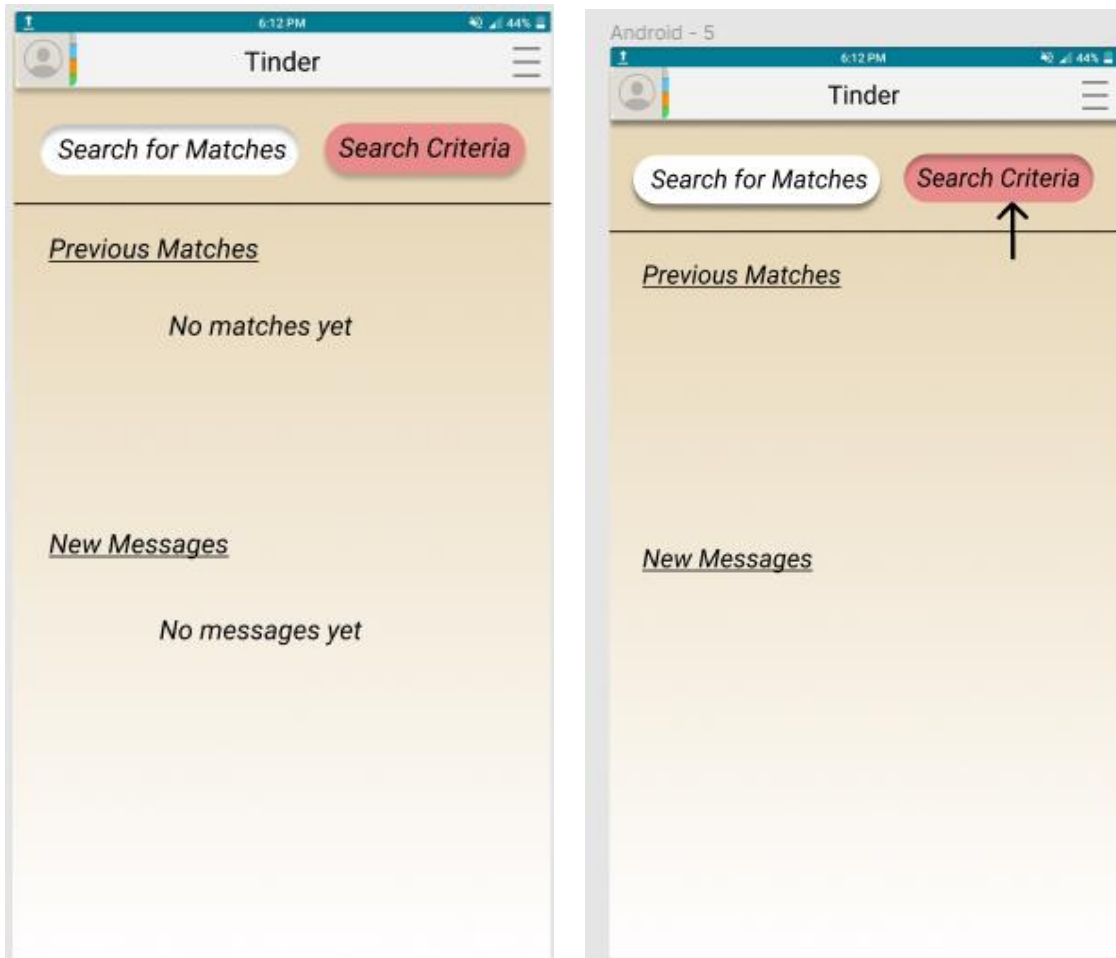 6:12 PM 44%
Tinder
Search for Matches Search Criteria
Previous Matches
No matches yet
New Messages
No messages yet
Android - 5
6:12 PM 44%
Tinder
Search for Matches Search Criteria
Previous Matches
New Messages